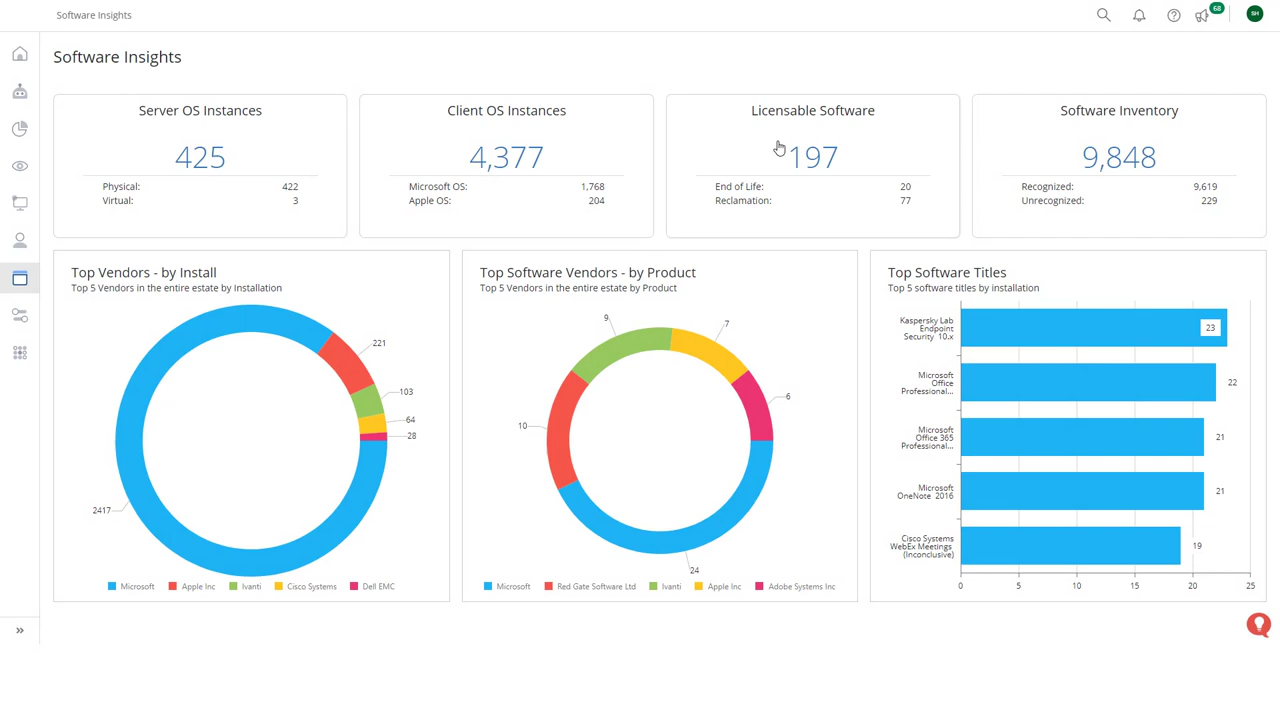 Software Insights
68
SH
Software Insights
Server OS Instances
425
Physical: 422
Virtual: 3
Client OS Instances
4,377
Microsoft OS: 1,768
Apple OS: 204
Licensable Software
197
End of Life: 20
Reclamation: 77
Software Inventory
9,848
Recognized: 9,619
Unrecognized: 229
Top Vendors - by Install
Top 5 Vendors in the entire estate by Installation
221
103
64
28
2417
Microsoft Apple Inc Ivanti Cisco Systems Dell EMC
Top Software Vendors - by Product
Top 5 Vendors in the entire estate by Product
9
7
6
10
24
Microsoft Red Gate Software Ltd Ivanti Apple Inc Adobe Systems Inc
Top Software Titles
Top 5 software titles by installation
Kaspersky Lab
Endpoint
Security 10.x
23
Microsoft
Office
Professional...
22
Microsoft
Office 365
Professional...
21
Microsoft
OneNote 2016
21
Cisco Systems
WebEx Meetings
(Inconclusive)
19
0 5 10 15 20 25